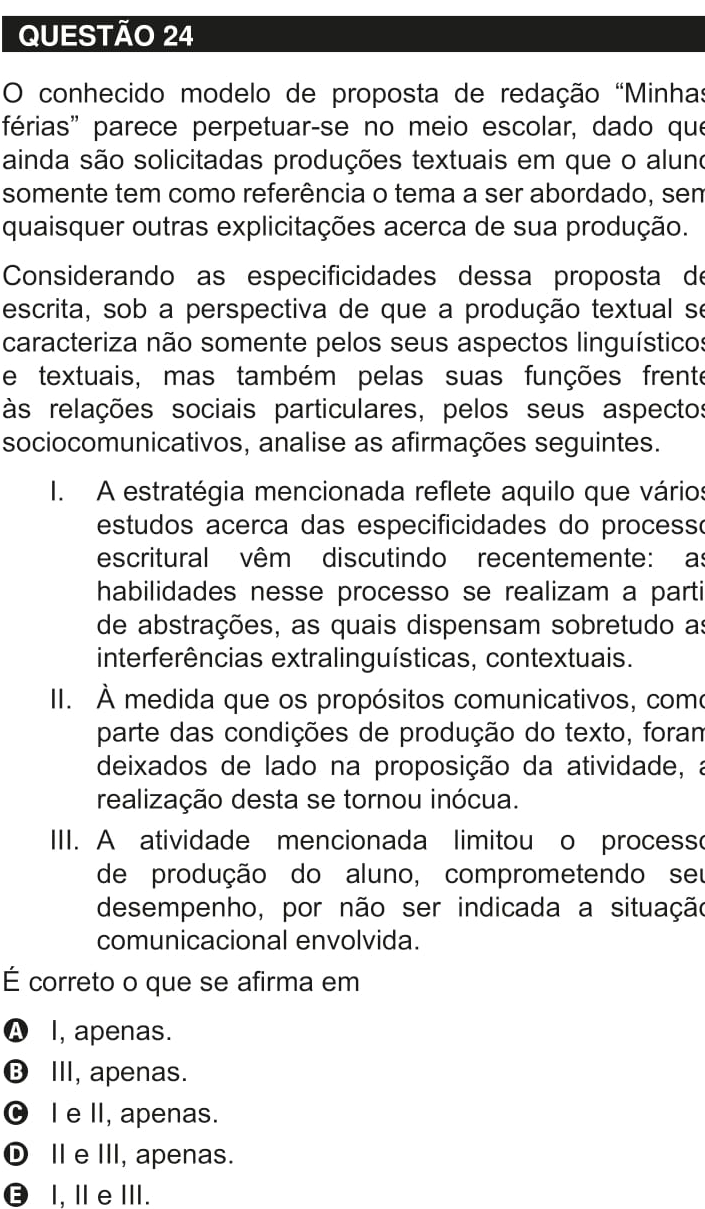 QUESTÃO 24
O conhecido modelo de proposta de redação “Minhas
férias” parece perpetuar-se no meio escolar, dado que
ainda são solicitadas produções textuais em que o aluno
somente tem como referência o tema a ser abordado, sem
quaisquer outras explicitações acerca de sua produção.
Considerando as especificidades dessa proposta de
escrita, sob a perspectiva de que a produção textual se
caracteriza não somente pelos seus aspectos linguísticos
e textuais, mas também pelas suas funções frente
às relações sociais particulares, pelos seus aspectos
sociocomunicativos, analise as afirmações seguintes.
I. A estratégia mencionada reflete aquilo que vários
estudos acerca das especificidades do processo
escritural vêm discutindo recentemente: as
habilidades nesse processo se realizam a parti
de abstrações, as quais dispensam sobretudo as
interferências extralinguísticas, contextuais.
II. À medida que os propósitos comunicativos, como
parte das condições de produção do texto, foram
deixados de lado na proposição da atividade, a
realização desta se tornou inócua.
III. A atividade mencionada limitou o processo
de produção do aluno, comprometendo seu
desempenho, por não ser indicada a situação
comunicacional envolvida.
É correto o que se afirma em
A I, apenas.
B III, apenas.
C I e II, apenas.
D II e III, apenas.
E I, II e III.